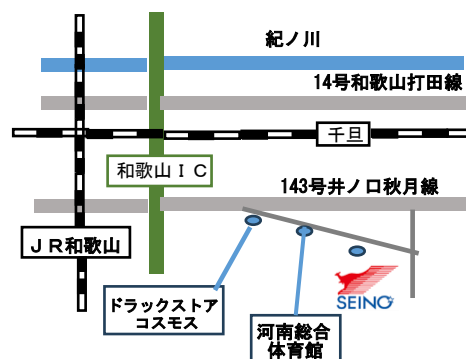 紀ノ川
14号和歌山打田線
千旦
和歌山ＩＣ
143号井ノ口秋月線
ＪＲ和歌山
SEINO
ドラックストア
コスモス
河南総合
体育館